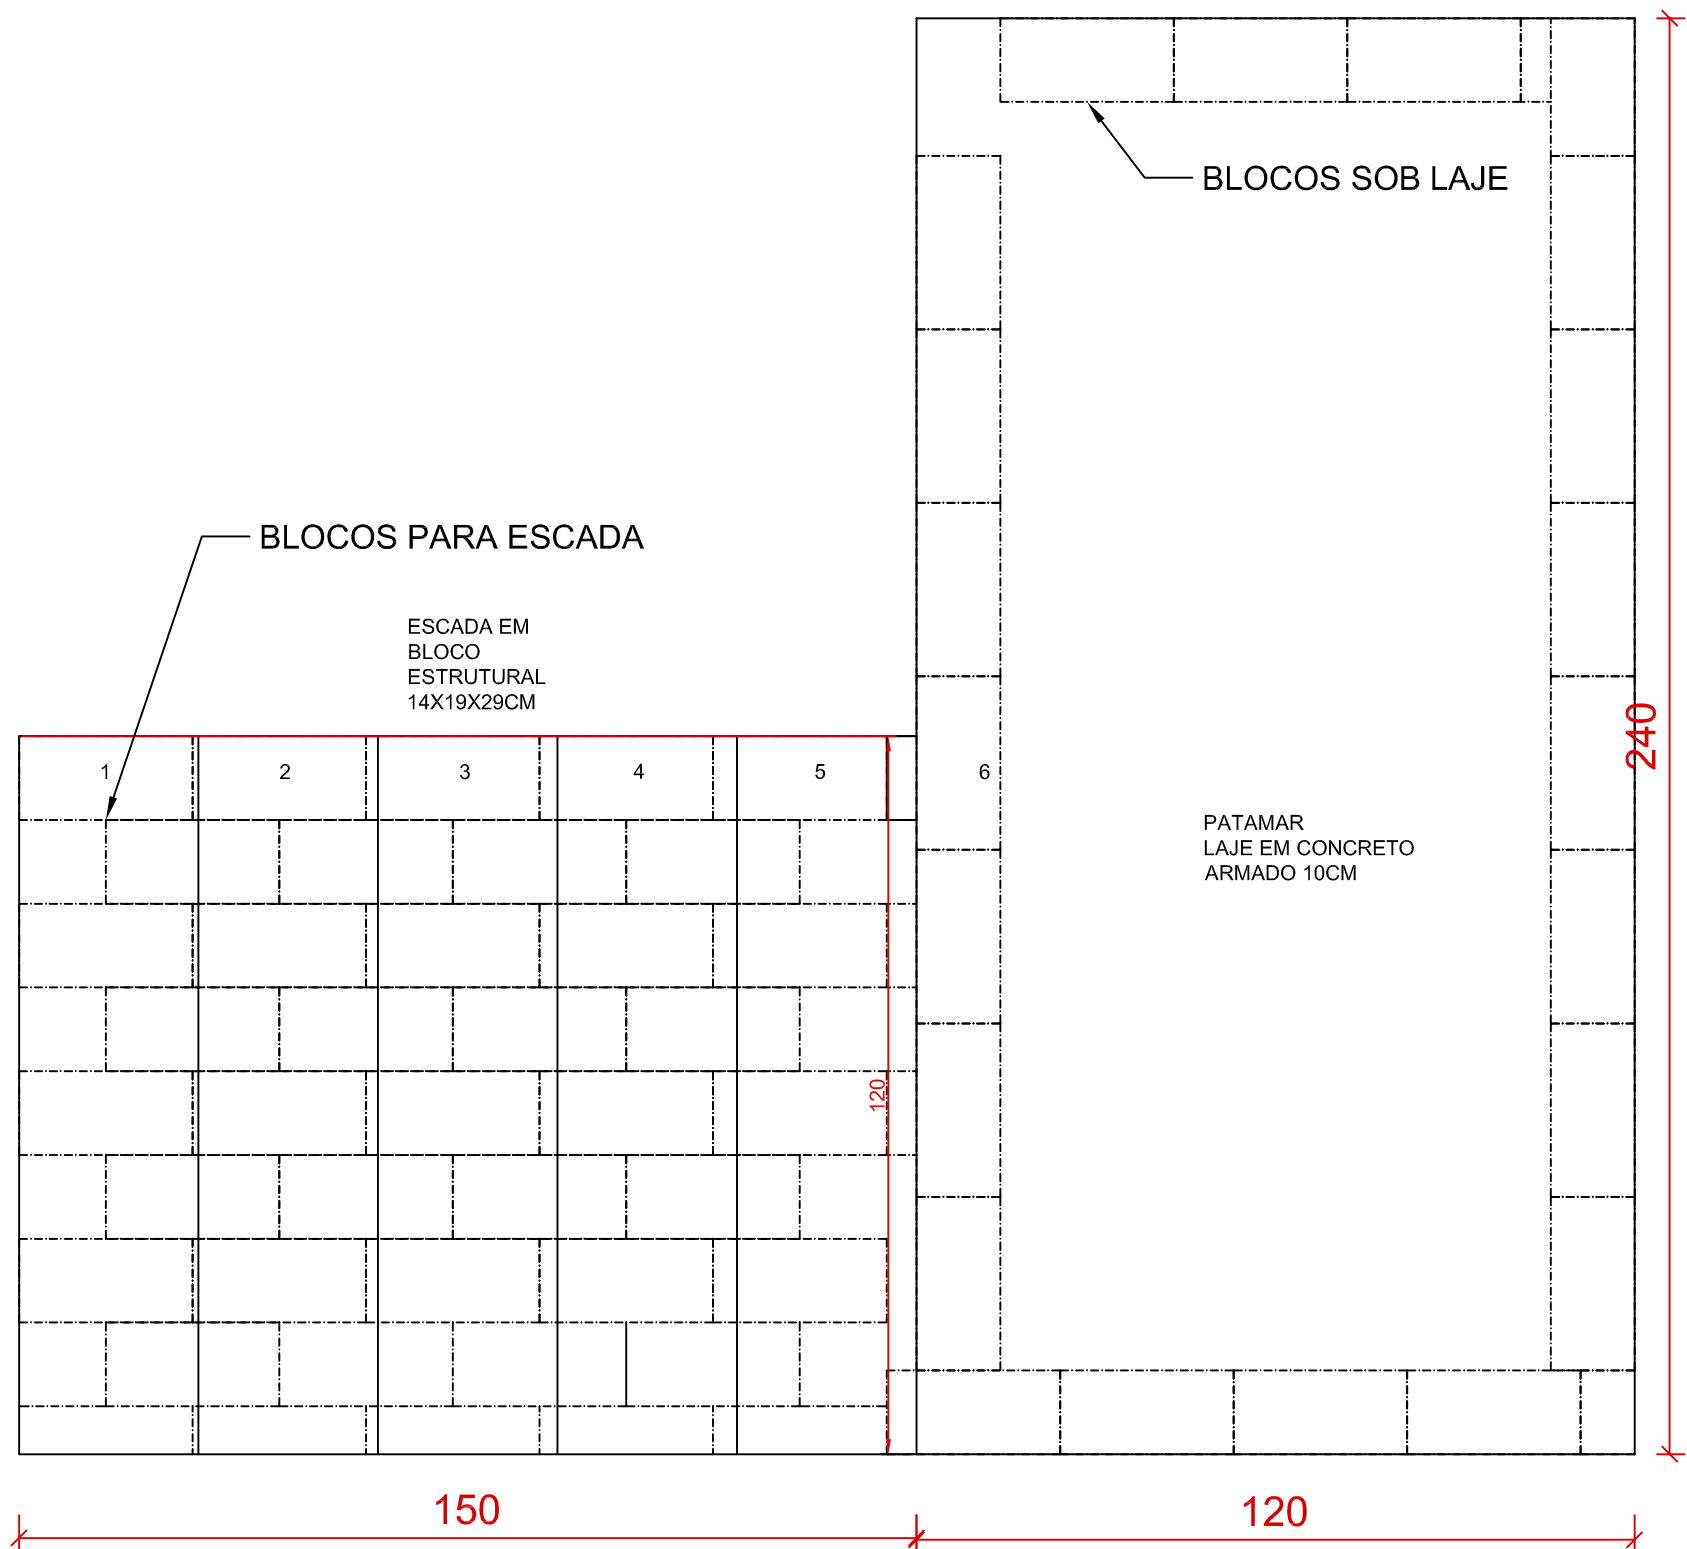 BLOCOS SOB LAJE
BLOCOS PARA ESCADA
ESCADA EM
BLOCO
ESTRUTURAL
14X19X29CM
240
1 2 3 4 5 6
PATAMAR
LAJE EM CONCRETO
ARMADO 10CM
120
150
120